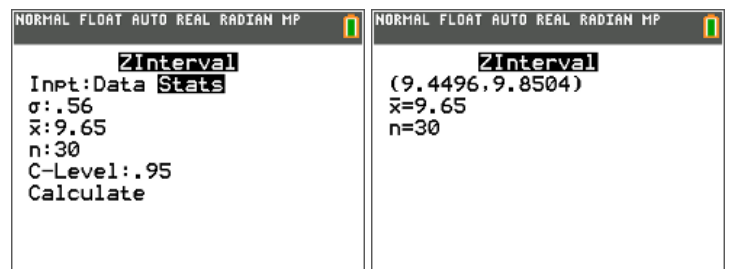 NORMAL FLOAT AUTO REAL RADIAN MP
ZInterval
Inpt:Data Stats
σ:.56
x̄:9.65
n:30
C-Level:.95
Calculate
NORMAL FLOAT AUTO REAL RADIAN MP
ZInterval
(9.4496,9.8504)
x̄=9.65
n=30